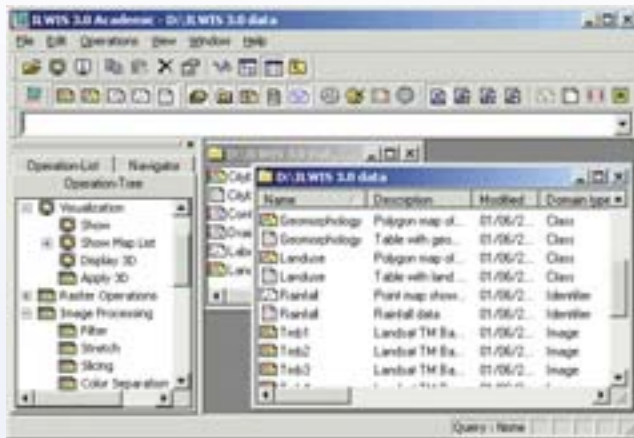 ILWIS 3.0 Academic - D:\ILWIS 3.0 data
File Edit Operations View Window Help
Operation-List Navigator
Operation-Tree
Visualization
Show
Show Map List
Display 3D
Apply 3D
Raster Operations
Image Processing
Filter
Stretch
Slicing
Color Separation
D:\ILWIS 3.0 data
Name Description Modified Domain type
Geomorphology Polygon map of... 01/06/2... Class
Geomorphology Table with geo... 01/06/2... Class
Landuse Polygon map of... 01/06/2... Class
Landuse Table with land... 01/06/2... Class
Rainfall Point map show... 01/06/2... Identifier
Rainfall Rainfall data 01/06/2... Identifier
Tmb1 Landsat TM Ba... 01/06/2... Image
Tmb2 Landsat TM Ba... 01/06/2... Image
Tmb3 Landsat TM Ba... 01/06/2... Image
Query : None